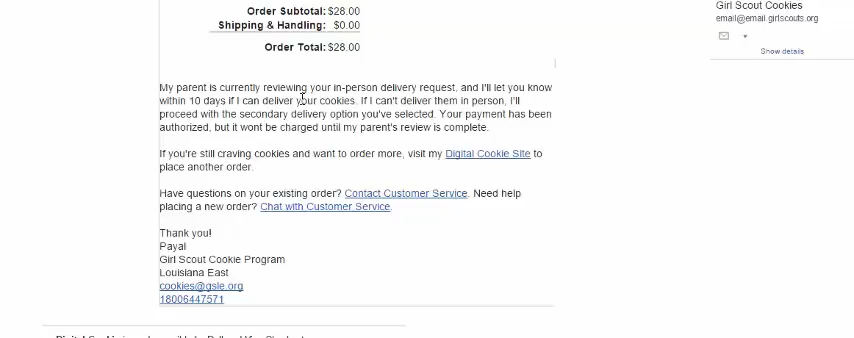 Order Subtotal: $28.00
Shipping & Handling: $0.00
Order Total: $28.00
My parent is currently reviewing your in-person delivery request, and I'll let you know
within 10 days if I can deliver your cookies. If I can't deliver them in person, I'll
proceed with the secondary delivery option you've selected. Your payment has been
authorized, but it wont be charged until my parent's review is complete.
If you're still craving cookies and want to order more, visit my Digital Cookie Site to
place another order.
Have questions on your existing order? Contact Customer Service. Need help
placing a new order? Chat with Customer Service.
Thank you!
Payal
Girl Scout Cookie Program
Louisiana East
cookies@gsle.org
18006447571
Girl Scout Cookies
email@email.girlscouts.org
Show details